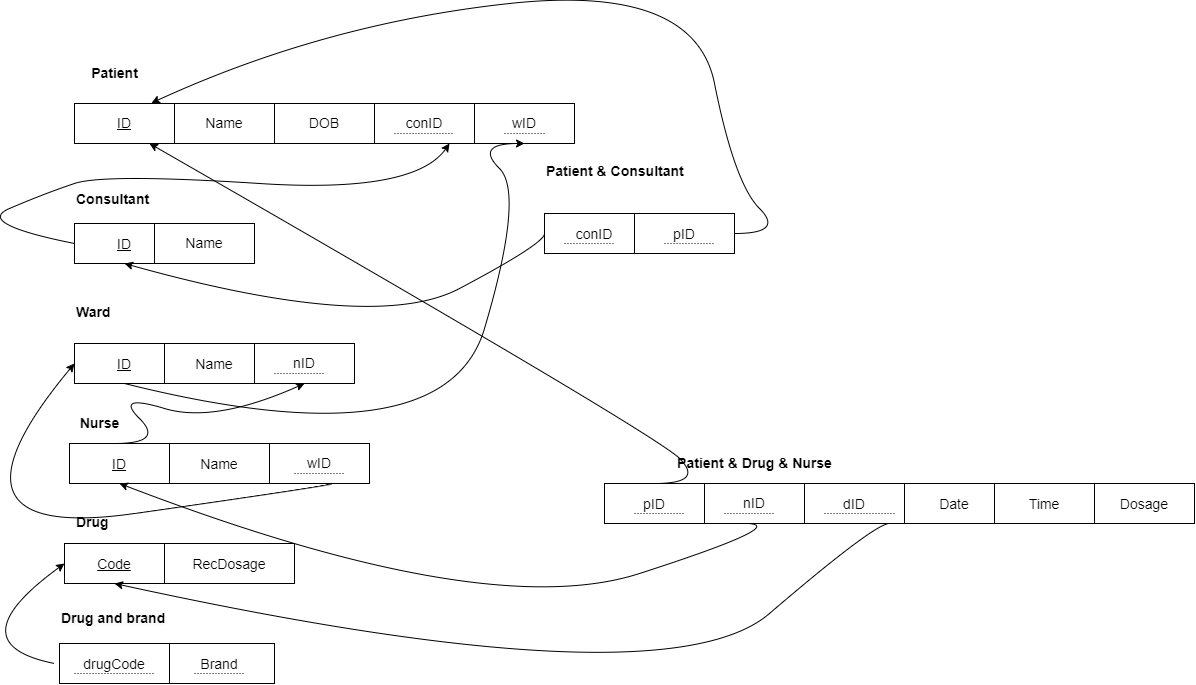 Patient
ID Name DOB conID wID
Patient & Consultant
Consultant
conID pID
ID Name
Ward
ID Name nID
Nurse
ID Name wID
Patient & Drug & Nurse
pID nID dID Date Time Dosage
Drug
Code RecDosage
Drug and brand
drugCode Brand